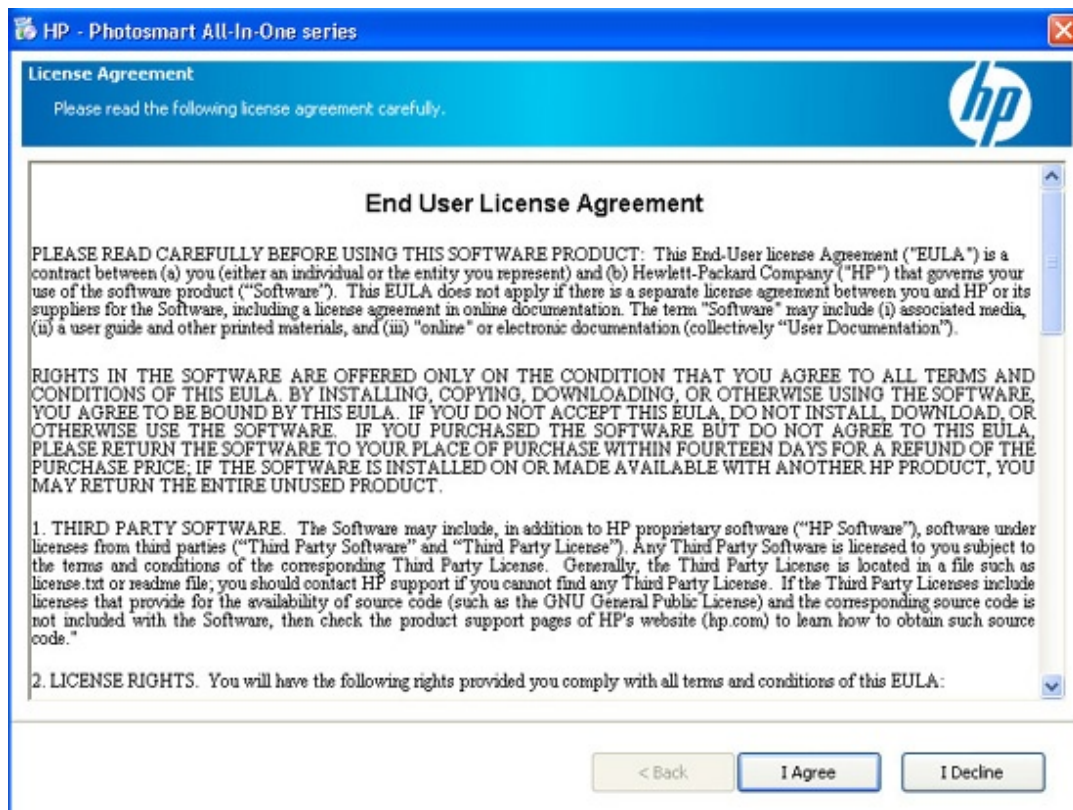 HP - Photosmart All-In-One series
License Agreement
Please read the following license agreement carefully.
hp
End User License Agreement
PLEASE READ CAREFULLY BEFORE USING THIS SOFTWARE PRODUCT: This End-User license Agreement ("EULA") is a
contract between (a) you (either an individual or the entity you represent) and (b) Hewlett-Packard Company ("HP") that governs your
use of the software product (“Software”). This EULA does not apply if there is a separate license agreement between you and HP or its
suppliers for the Software, including a license agreement in online documentation. The term "Software" may include (i) associated media,
(ii) a user guide and other printed materials, and (iii) "online" or electronic documentation (collectively “User Documentation”).
RIGHTS IN THE SOFTWARE ARE OFFERED ONLY ON THE CONDITION THAT YOU AGREE TO ALL TERMS AND
CONDITIONS OF THIS EULA. BY INSTALLING, COPYING, DOWNLOADING, OR OTHERWISE USING THE SOFTWARE,
YOU AGREE TO BE BOUND BY THIS EULA. IF YOU DO NOT ACCEPT THIS EULA, DO NOT INSTALL, DOWNLOAD, OR
OTHERWISE USE THE SOFTWARE. IF YOU PURCHASED THE SOFTWARE BUT DO NOT AGREE TO THIS EULA,
PLEASE RETURN THE SOFTWARE TO YOUR PLACE OF PURCHASE WITHIN FOURTEEN DAYS FOR A REFUND OF THE
PURCHASE PRICE; IF THE SOFTWARE IS INSTALLED ON OR MADE AVAILABLE WITH ANOTHER HP PRODUCT, YOU
MAY RETURN THE ENTIRE UNUSED PRODUCT.
1. THIRD PARTY SOFTWARE. The Software may include, in addition to HP proprietary software (“HP Software”), software under
licenses from third parties (“Third Party Software” and “Third Party License”). Any Third Party Software is licensed to you subject to
the terms and conditions of the corresponding Third Party License. Generally, the Third Party License is located in a file such as
license.txt or readme file; you should contact HP support if you cannot find any Third Party License. If the Third Party Licenses include
licenses that provide for the availability of source code (such as the GNU General Public License) and the corresponding source code is
not included with the Software, then check the product support pages of HP's website (hp.com) to learn how to obtain such source
code."
2. LICENSE RIGHTS. You will have the following rights provided you comply with all terms and conditions of this EULA:
< Back
I Agree
I Decline